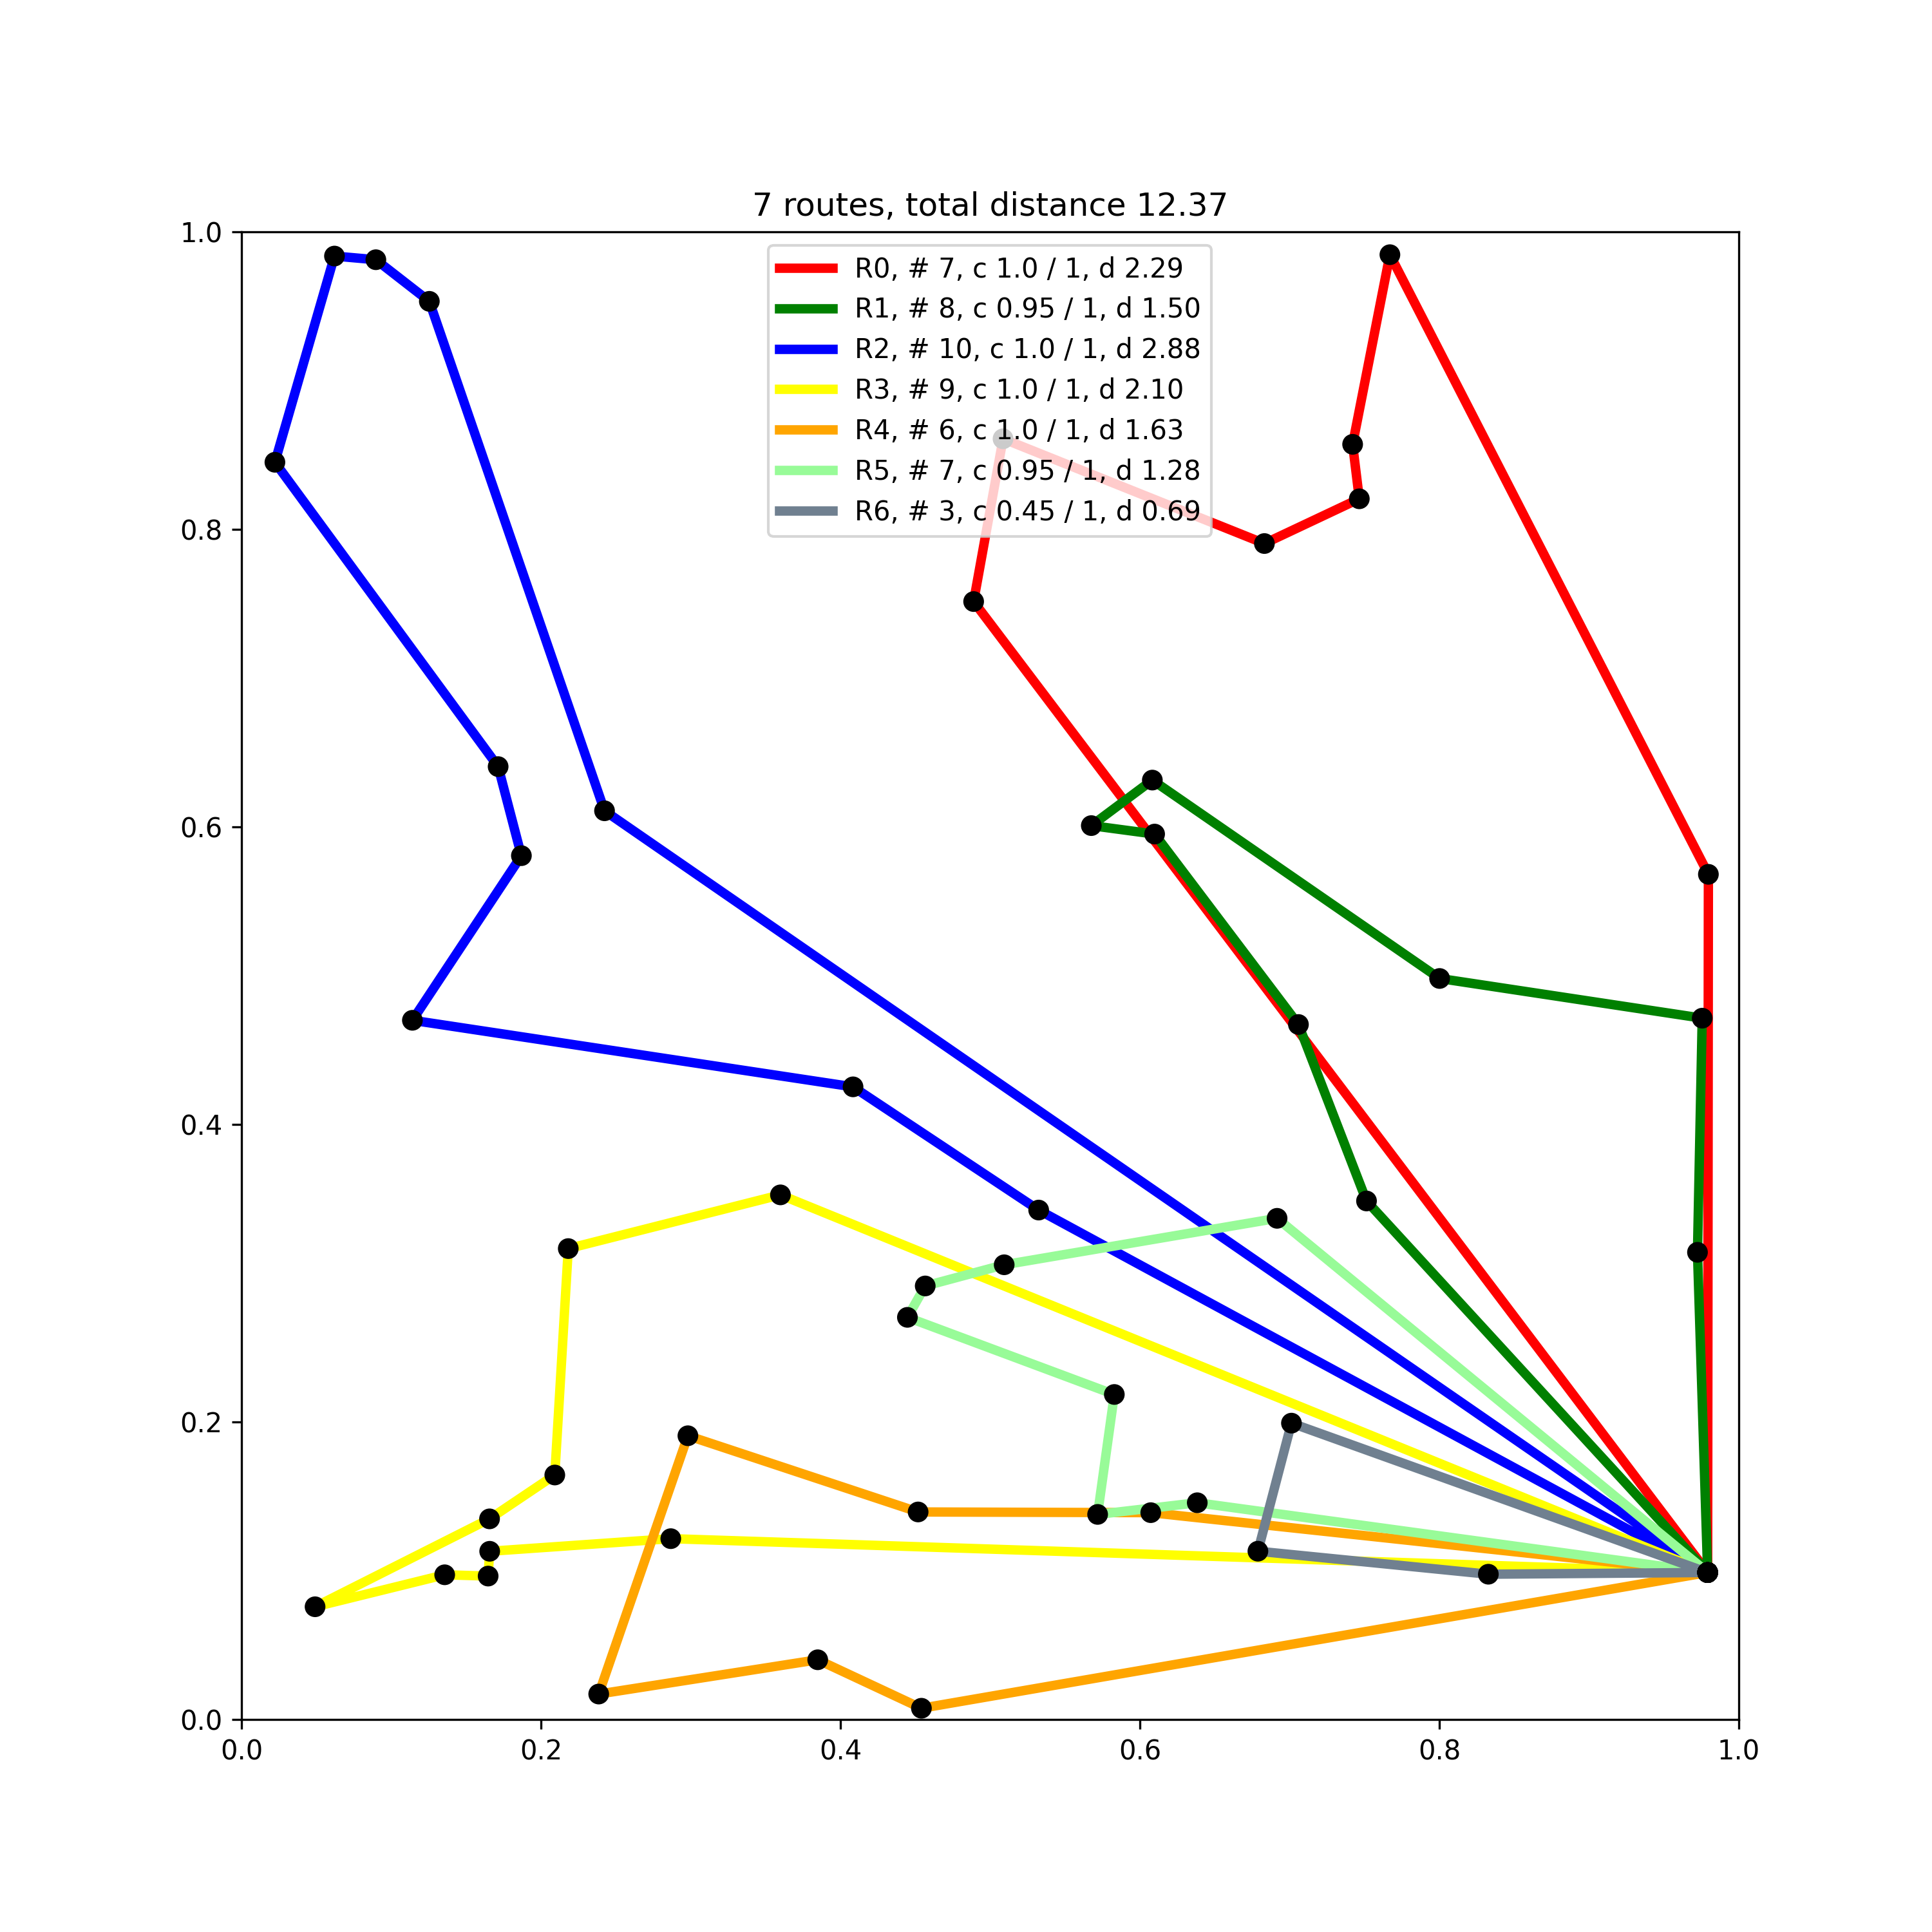 7 routes, total distance 12.37
1.0
R0, # 7, c 1.0 / 1, d 2.29
R1, # 8, c 0.95 / 1, d 1.50
R2, # 10, c 1.0 / 1, d 2.88
R3, # 9, c 1.0 / 1, d 2.10
R4, # 6, c 1.0 / 1, d 1.63
R5, # 7, c 0.95 / 1, d 1.28
R6, # 3, c 0.45 / 1, d 0.69
0.8
0.6
0.4
0.2
0.0
0.0 0.2 0.4 0.6 0.8 1.0